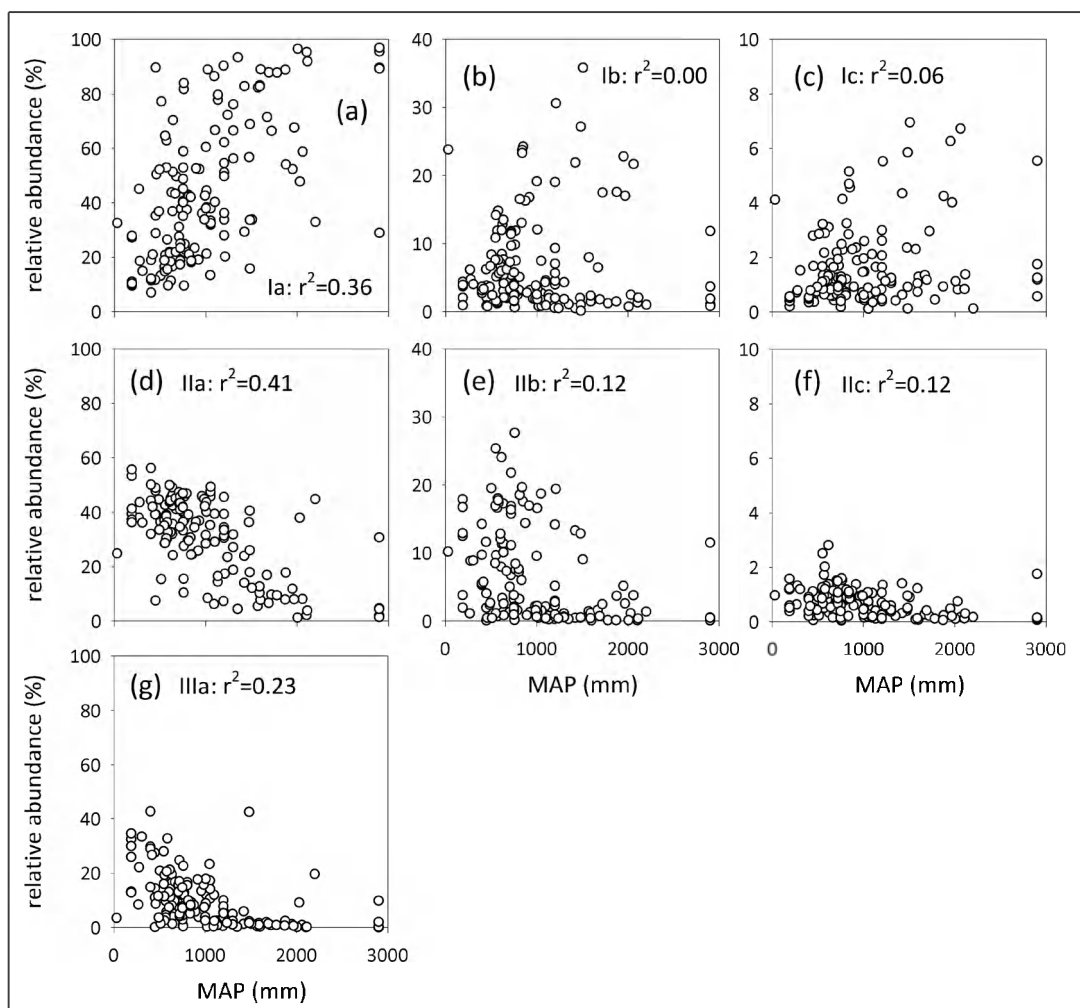 relative abundance (%)
100
80
60
40
20
0
(a)
Ia: r²=0.36
40
30
20
10
0
(b)
Ib: r²=0.00
10
8
6
4
2
0
(c)
Ic: r²=0.06
relative abundance (%)
100
80
60
40
20
0
(d) IIa: r²=0.41
40
30
20
10
0
(e) IIb: r²=0.12
0 1000 2000 3000
MAP (mm)
10
8
6
4
2
0
(f) IIc: r²=0.12
0 1000 2000 3000
MAP (mm)
relative abundance (%)
100
80
60
40
20
0
(g) IIIa: r²=0.23
0 1000 2000 3000
MAP (mm)